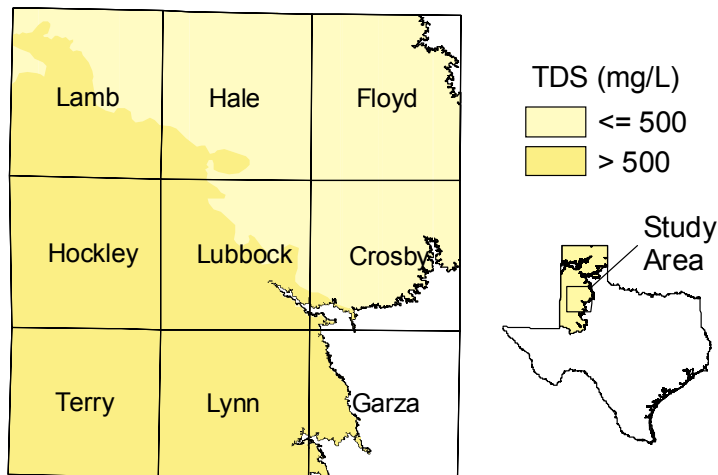 Lamb
Hale
Floyd
Hockley
Lubbock
Crosby
Terry
Lynn
Garza
TDS (mg/L)
<= 500
> 500
Study
Area